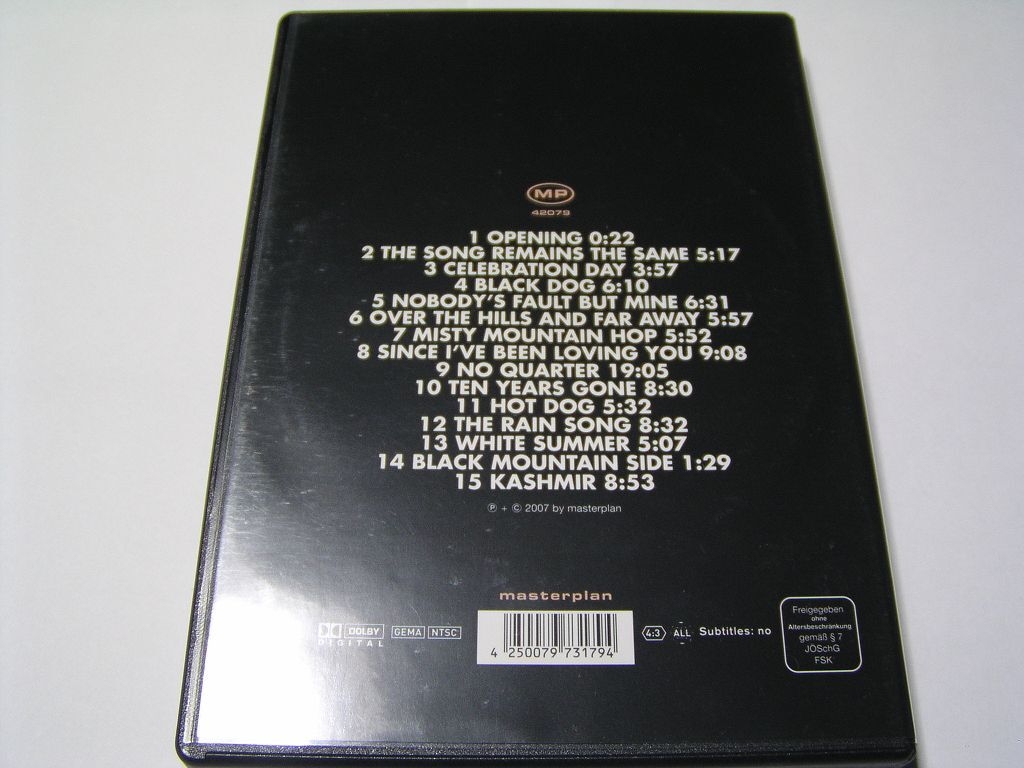 MP
42079
1 OPENING 0:22
2 THE SONG REMAINS THE SAME 5:17
3 CELEBRATION DAY 3:57
4 BLACK DOG 6:10
5 NOBODY'S FAULT BUT MINE 6:31
6 OVER THE HILLS AND FAR AWAY 5:57
7 MISTY MOUNTAIN HOP 5:52
8 SINCE I'VE BEEN LOVING YOU 9:08
9 NO QUARTER 19:05
10 TEN YEARS GONE 8:30
11 HOT DOG 5:32
12 THE RAIN SONG 8:32
13 WHITE SUMMER 5:07
14 BLACK MOUNTAIN SIDE 1:29
15 KASHMIR 8:53
℗ + © 2007 by masterplan
masterplan
DOLBY
DIGITAL
GEMA NTSC
4 250079 731794
4:3 ALL Subtitles: no
Freigegeben
ohne
Altersbeschränkung
gemäß § 7
JÖSchG
FSK